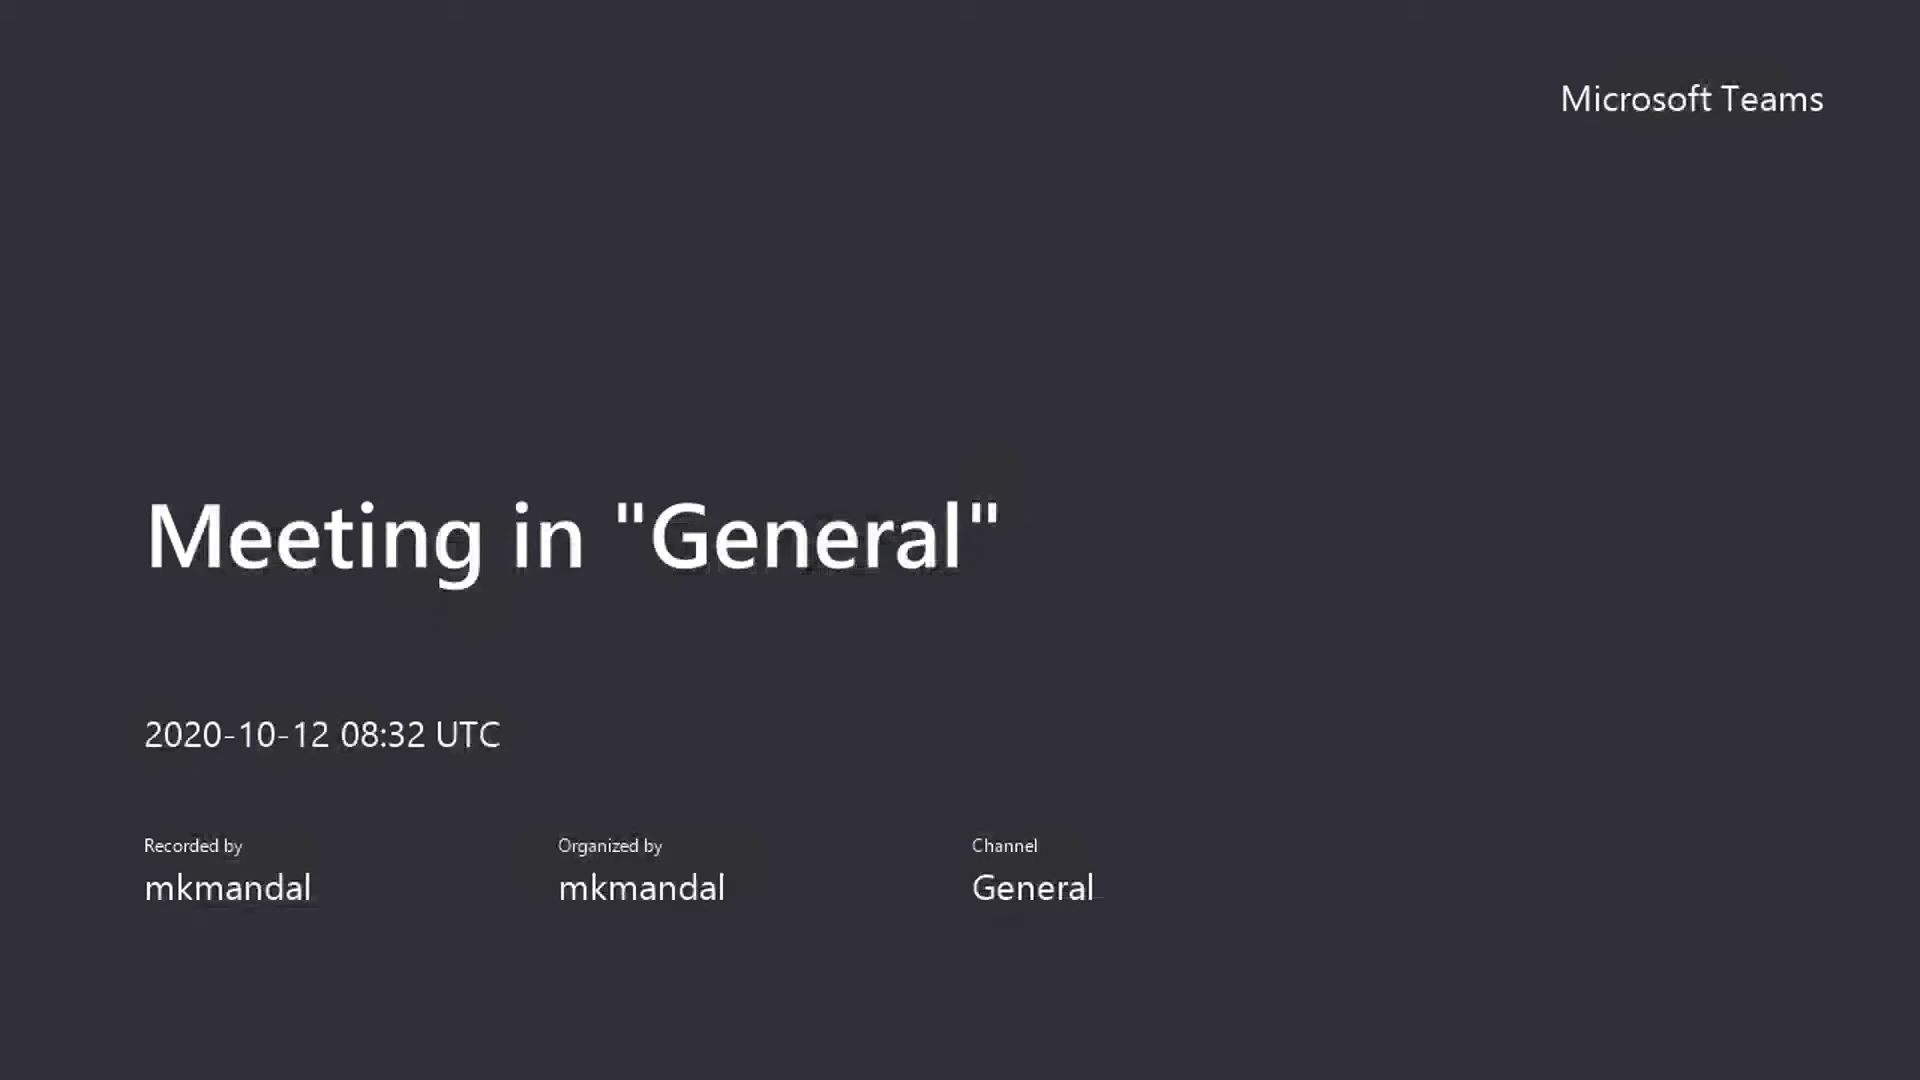 Microsoft Teams
Meeting in "General"
2020-10-12 08:32 UTC
Recorded by
mkmandal
Organized by
mkmandal
Channel
General